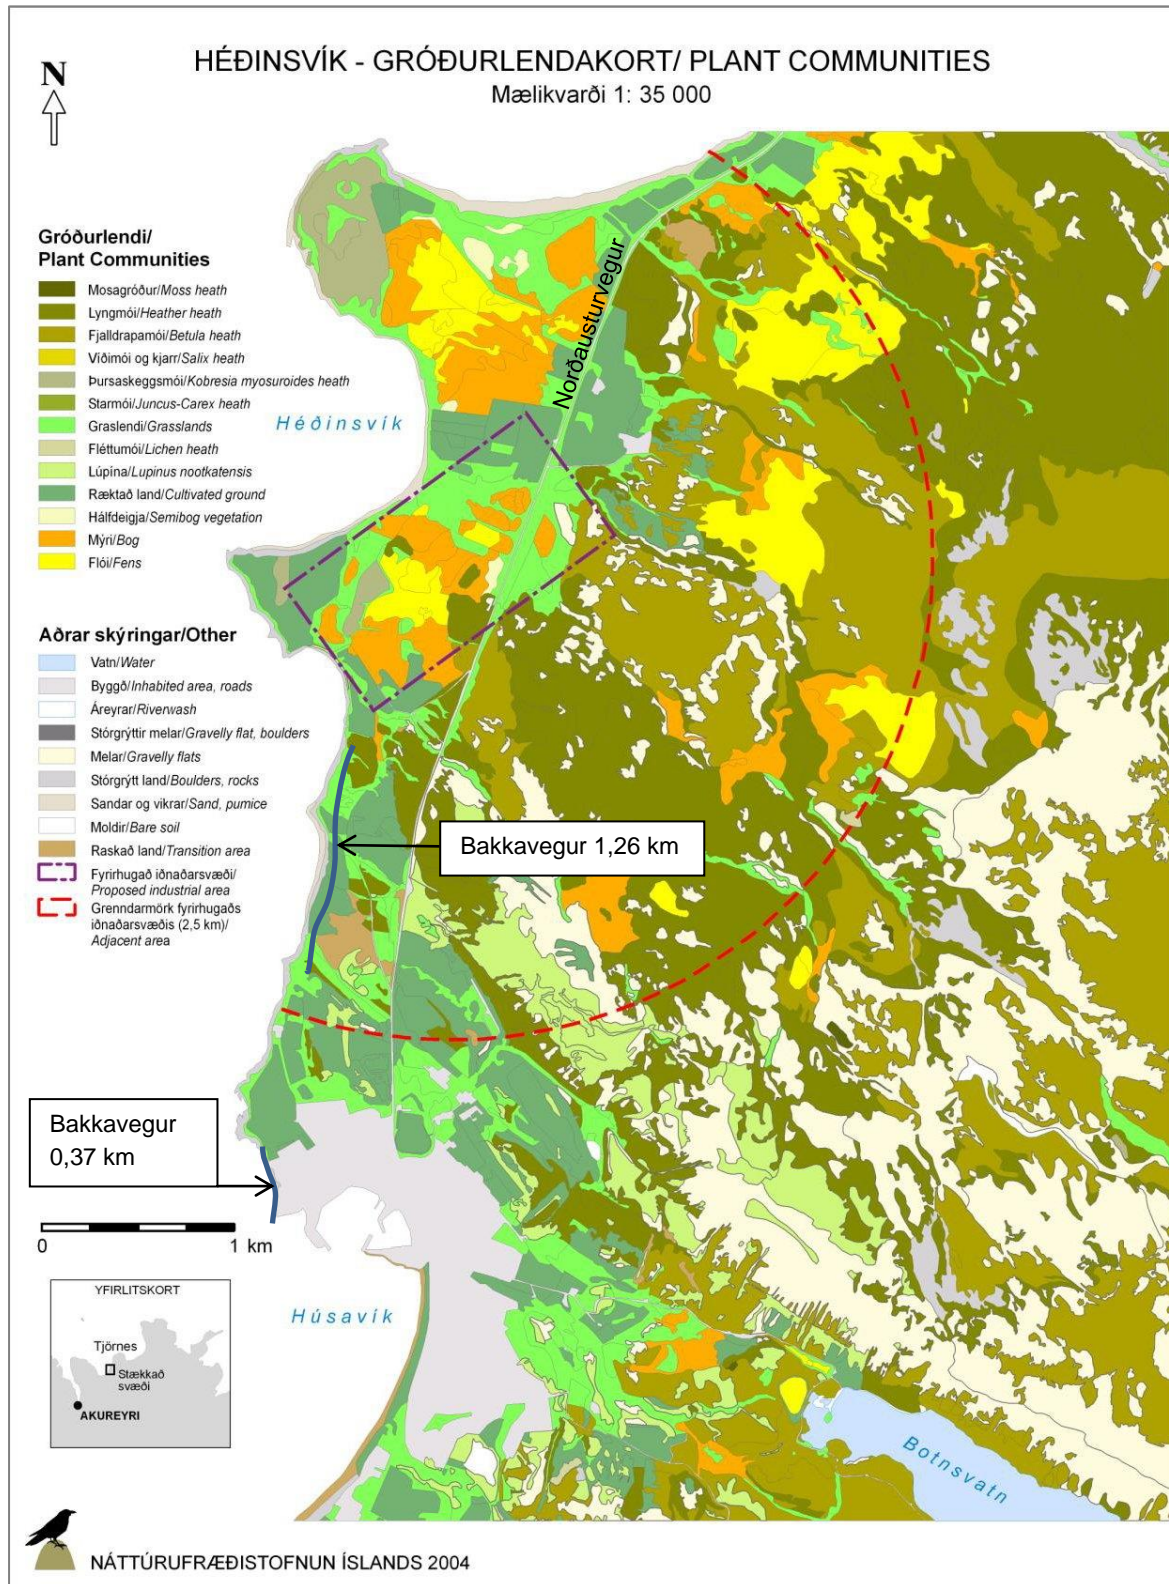 HÉÐINSVÍK - GRÓÐURLENDAKORT/ PLANT COMMUNITIES
Mælikvarði 1: 35 000
N
Gróðurlendi/
Plant Communities
Mosagróður/Moss heath
Lyngmói/Heather heath
Fjalldrapamói/Betula heath
Víðimói og kjarr/Salix heath
Þursaskeggsmói/Kobresia myosuroides heath
Starmói/Juncus-Carex heath
Graslendi/Grasslands
Fléttumói/Lichen heath
Lúpína/Lupinus nootkatensis
Ræktað land/Cultivated ground
Hálfdeigja/Semibog vegetation
Mýri/Bog
Flói/Fens
Aðrar skýringar/Other
Vatn/Water
Byggð/Inhabited area, roads
Áreyrar/Riverwash
Stórgrýttir melar/Gravelly flat, boulders
Melar/Gravelly flats
Stórgrýtt land/Boulders, rocks
Sandar og vikrar/Sand, pumice
Moldir/Bare soil
Raskað land/Transition area
Fyrirhugað iðnaðarsvæði/
Proposed industrial area
Grenndarmörk fyrirhugaðs
iðnaðarsvæðis (2,5 km)/
Adjacent area
Norðausturvegur
Héðinsvík
Bakkavegur 1,26 km
Bakkavegur
0,37 km
0 1 km
YFIRLITSKORT
Tjörnes
Stækkað
svæði
AKUREYRI
Húsavík
Botnsvatn
NÁTTÚRUFRÆÐISTOFNUN ÍSLANDS 2004